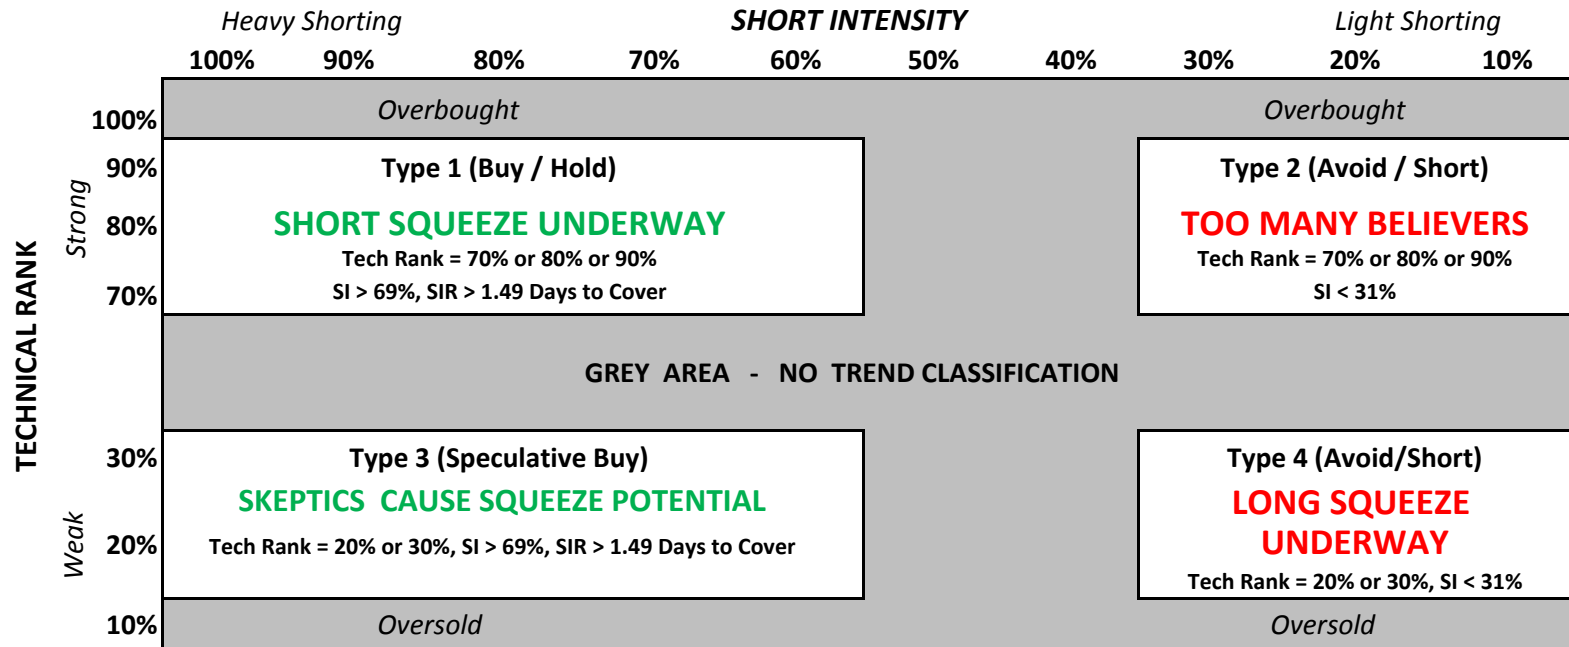 Heavy Shorting SHORT INTENSITY Light Shorting
100% 90% 80% 70% 60% 50% 40% 30% 20% 10%
TECHNICAL RANK
Strong
Weak
100%
90%
80%
70%
30%
20%
10%
Overbought Overbought
Type 1 (Buy / Hold)
SHORT SQUEEZE UNDERWAY
Tech Rank = 70% or 80% or 90%
SI > 69%, SIR > 1.49 Days to Cover
Type 2 (Avoid / Short)
TOO MANY BELIEVERS
Tech Rank = 70% or 80% or 90%
SI < 31%
GREY AREA - NO TREND CLASSIFICATION
Type 3 (Speculative Buy)
SKEPTICS CAUSE SQUEEZE POTENTIAL
Tech Rank = 20% or 30%, SI > 69%, SIR > 1.49 Days to Cover
Type 4 (Avoid/Short)
LONG SQUEEZE
UNDERWAY
Tech Rank = 20% or 30%, SI < 31%
Oversold Oversold